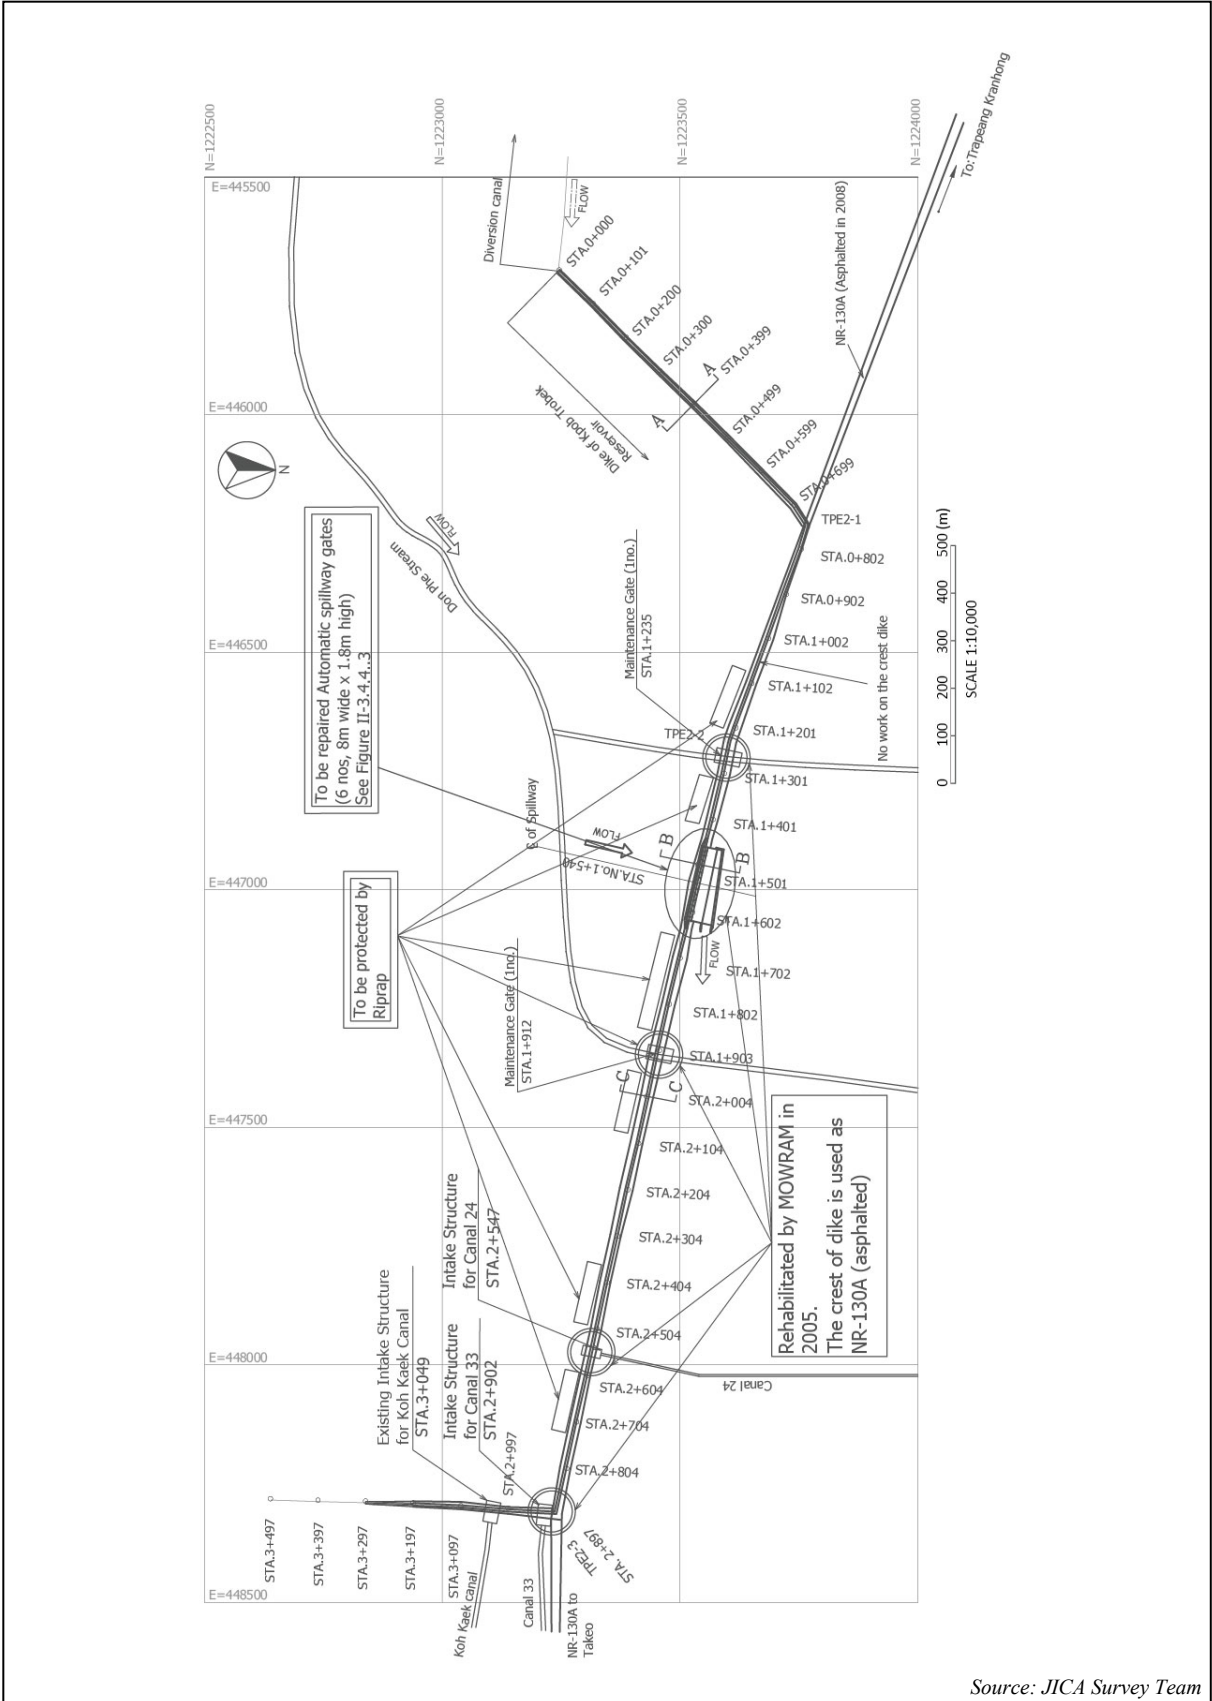 N=1222500
N=1223000
N=1223500
N=1224000
E=445500
E=446000
E=446500
E=447000
E=447500
E=448000
E=448500
Diversion canal
FLOW
STA.0+000
STA.0+101
STA.0+200
STA.0+300
STA.0+399
STA.0+499
STA.0+599
STA.0+699
TPE2-1
STA.0+802
STA.0+902
STA.1+002
STA.1+102
STA.1+201
TPE2-2
STA.1+301
STA.1+401
STA.1+501
STA.1+602
STA.1+702
STA.1+802
STA.1+903
STA.2+004
STA.2+104
STA.2+204
STA.2+304
STA.2+404
STA.2+504
STA.2+604
STA.2+704
STA.2+804
STA. 2+897
TPE2-3
STA.2+997
STA.3+097
STA.3+197
STA.3+297
STA.3+397
STA.3+497
A
A
B
B
C
C
Dike of Kpob Trobek
Reservoir
To:Trapeang Kranhong
NR-130A (Asphalted in 2008)
N
Don Phe Stream
FLOW
To be repaired Automatic spillway gates
(6 nos, 8m wide x 1.8m high)
See Figure II-3.4.4..3
Maintenance Gate (1no.)
STA.1+235
No work on the crest dike
0 100 200 300 400 500 (m)
SCALE 1:10,000
℄ of Spillway
STA.No.1+540
FLOW
FLOW
To be protected by
Riprap
Maintenance Gate (1no.)
STA.1+912
Rehabilitated by MOWRAM in
2005.
The crest of dike is used as
NR-130A (asphalted)
Intake Structure
for Canal 24
STA.2+547
Canal 24
Intake Structure
for Canal 33
STA.2+902
Existing Intake Structure
for Koh Kaek Canal
STA.3+049
Koh Kaek canal
Canal 33
NR-130A to
Takeo
Source: JICA Survey Team